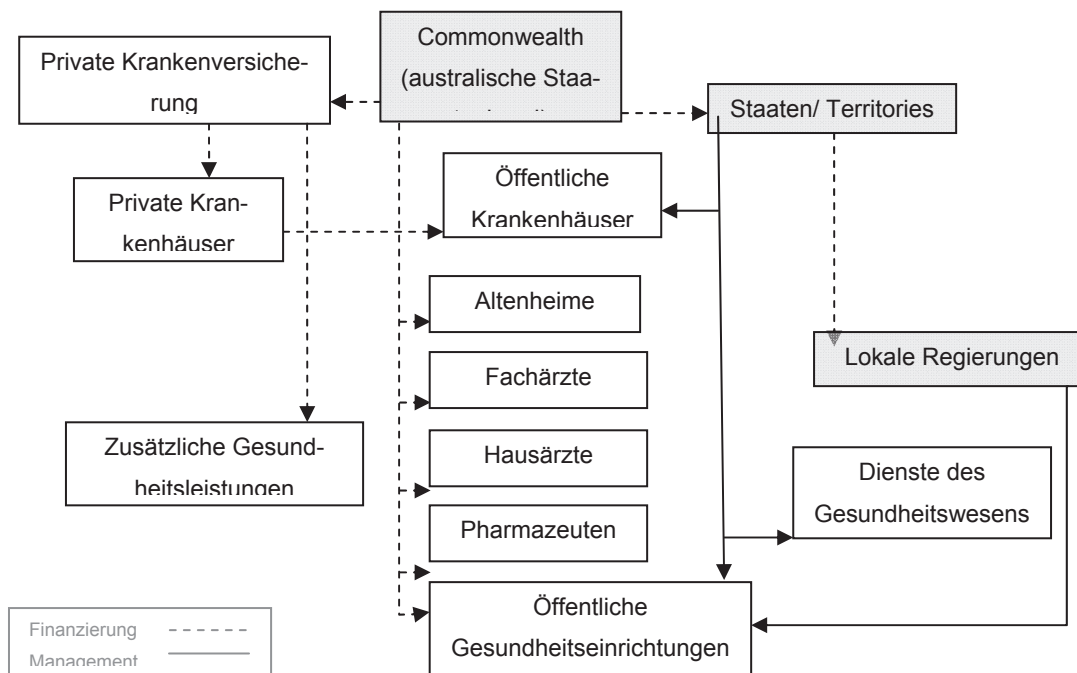 Private Krankenversiche-
rung
Commonwealth
(australische Staa-
Staaten/ Territories
Private Kran-
kenhäuser
Öffentliche
Krankenhäuser
Altenheime
Lokale Regierungen
Fachärzte
Zusätzliche Gesund-
heitsleistungen
Hausärzte
Dienste des
Gesundheitswesens
Pharmazeuten
Öffentliche
Gesundheitseinrichtungen
Finanzierung
Management